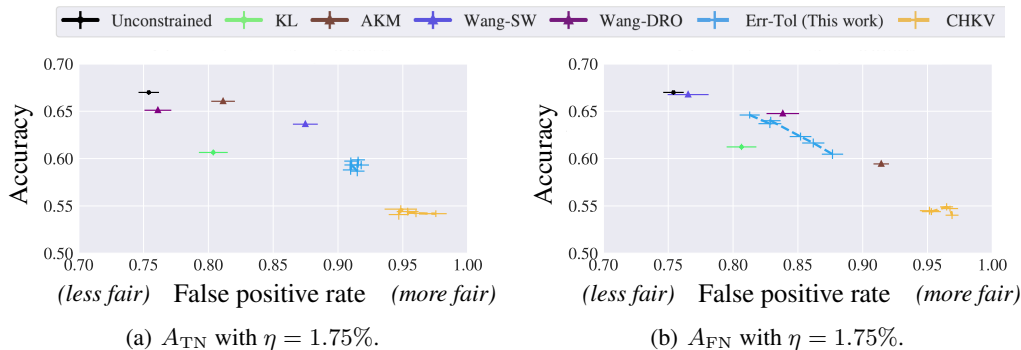 Unconstrained KL AKM Wang-SW Wang-DRO Err-Tol (This work) CHKV
0.70
0.65
0.60
0.55
0.50
Accuracy
0.70 0.75 0.80 0.85 0.90 0.95 1.00
(less fair) False positive rate (more fair)
(a) A_TN with η = 1.75%.
0.70
0.65
0.60
0.55
0.50
Accuracy
0.70 0.75 0.80 0.85 0.90 0.95 1.00
(less fair) False positive rate (more fair)
(b) A_FN with η = 1.75%.